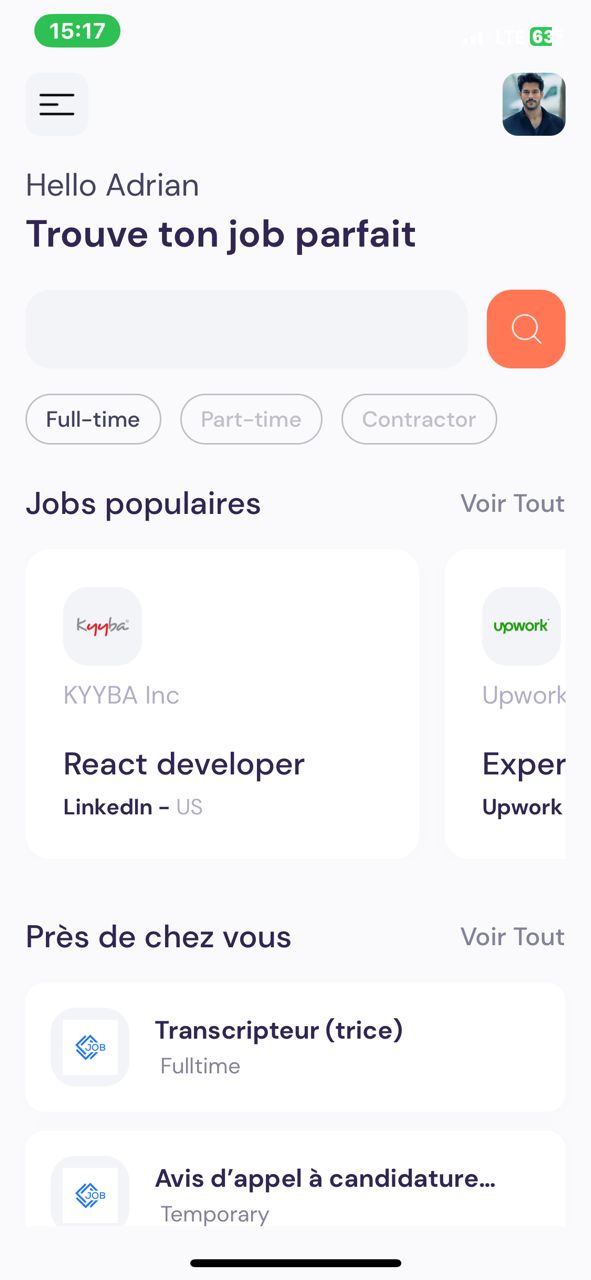 15:17
LTE 63
Hello Adrian
Trouve ton job parfait
Full-time
Part-time
Contractor
Jobs populaires
Voir Tout
Kyyba
upwork
KYYBA Inc
Upwork
React developer
Exper
LinkedIn - US
Upwork
Près de chez vous
Voir Tout
JOB
Transcripteur (trice)
Fulltime
JOB
Avis d’appel à candidature...
Temporary